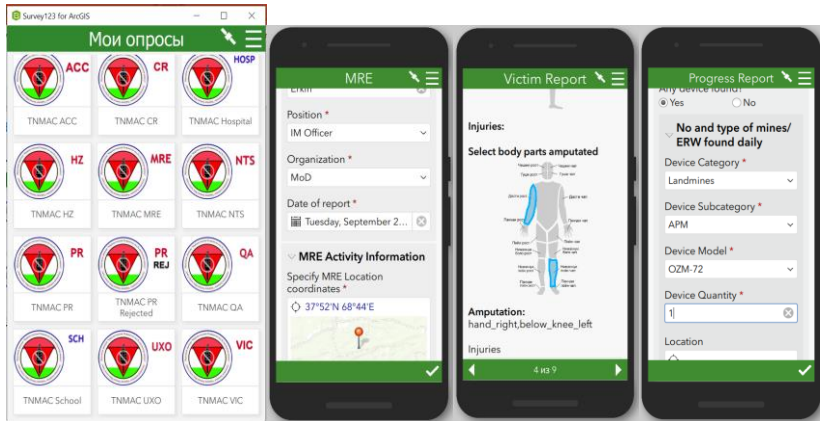 Survey123 for ArcGIS
Мои опросы
ACC
CR
HOSP
TNMAC ACC
TNMAC CR
TNMAC Hospital
HZ
MRE
NTS
TNMAC HZ
TNMAC MRE
TNMAC NTS
PR
PR
REJ
QA
TNMAC PR
TNMAC PR
Rejected
TNMAC QA
SCH
UXO
VIC
TNMAC School
TNMAC UXO
TNMAC VIC
MRE
Erkin
Position *
IM Officer
Organization *
MoD
Date of report *
Tuesday, September 2...
MRE Activity Information
Specify MRE Location
coordinates *
37°52'N 68°44'E
Victim Report
Injuries:
Select body parts amputated
Amputation:
hand_right,below_knee_left
Injuries
4 из 9
Progress Report
Any device found?
Yes
No
No and type of mines/
ERW found daily
Device Category *
Landmines
Device Subcategory *
APM
Device Model *
OZM-72
Device Quantity *
1
Location